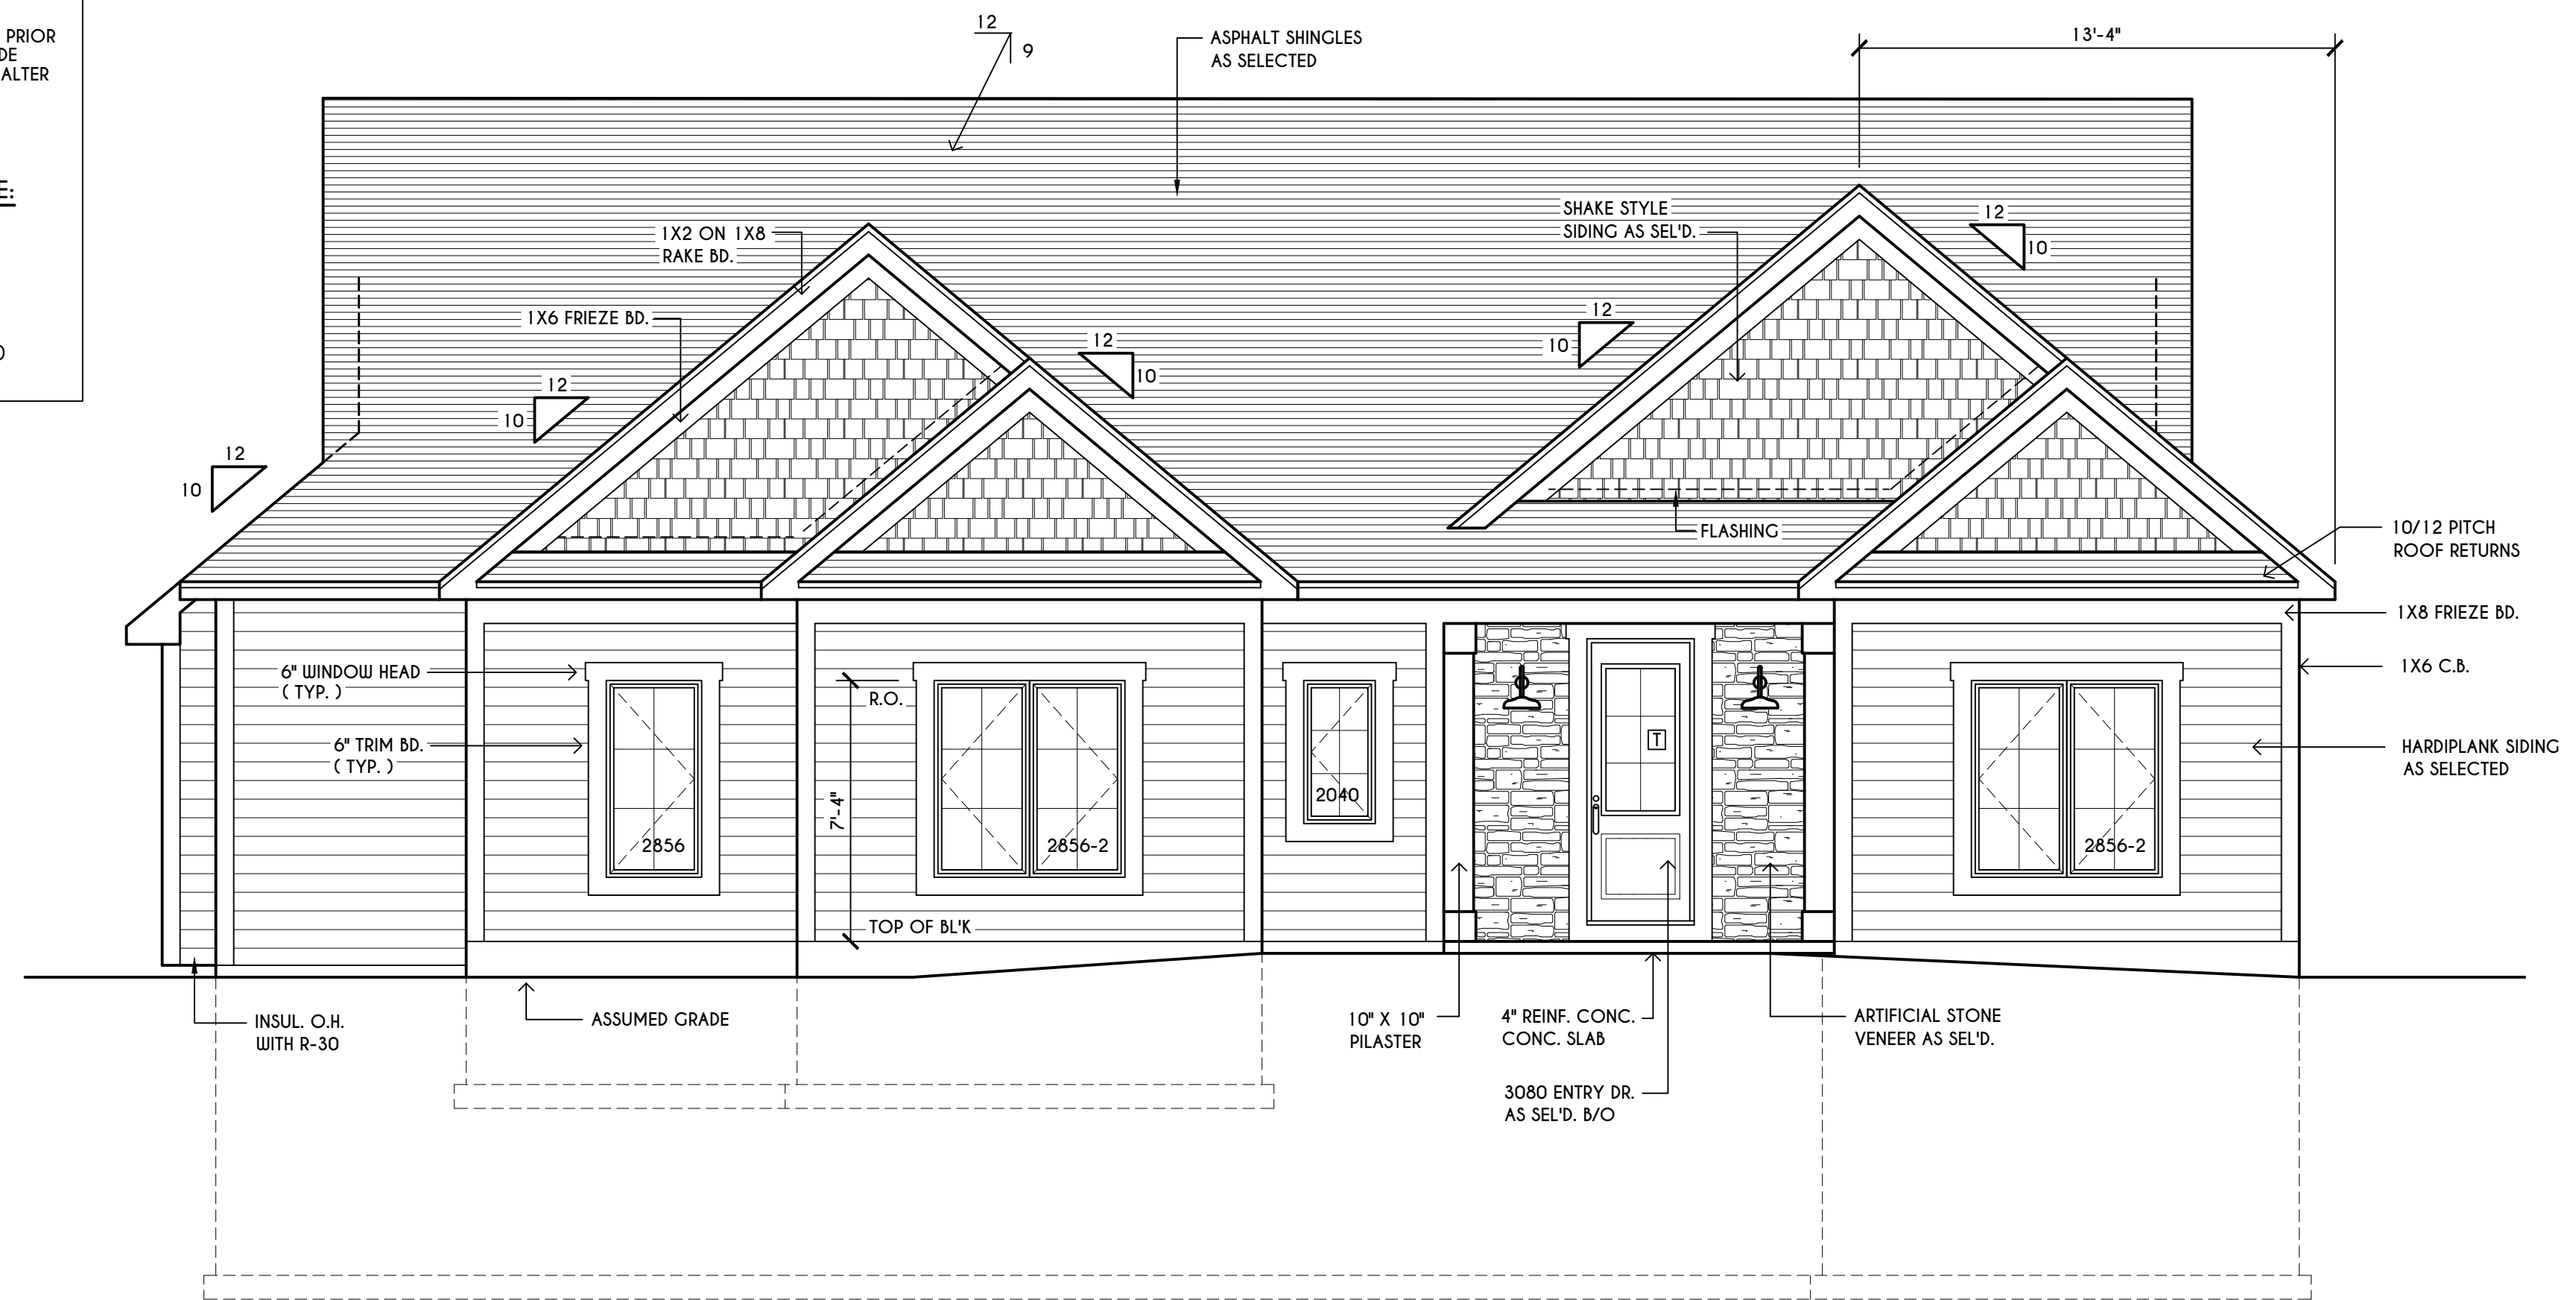 PRIOR
DE
ALTER
E:
12
9
ASPHALT SHINGLES
AS SELECTED
13'-4"
1X2 ON 1X8
RAKE BD.
SHAKE STYLE
SIDING AS SEL'D.
12
10
1X6 FRIEZE BD.
12
10
12
10
12
10
12
10
FLASHING
10/12 PITCH
ROOF RETURNS
1X8 FRIEZE BD.
6" WINDOW HEAD
( TYP. )
1X6 C.B.
R.O.
6" TRIM BD.
( TYP. )
T
HARDIPLANK SIDING
AS SELECTED
7'-4"
2040
2856
2856-2
2856-2
TOP OF BL'K
INSUL. O.H.
WITH R-30
ASSUMED GRADE
10" X 10"
PILASTER
4" REINF. CONC.
CONC. SLAB
ARTIFICIAL STONE
VENEER AS SEL'D.
3080 ENTRY DR.
AS SEL'D. B/O